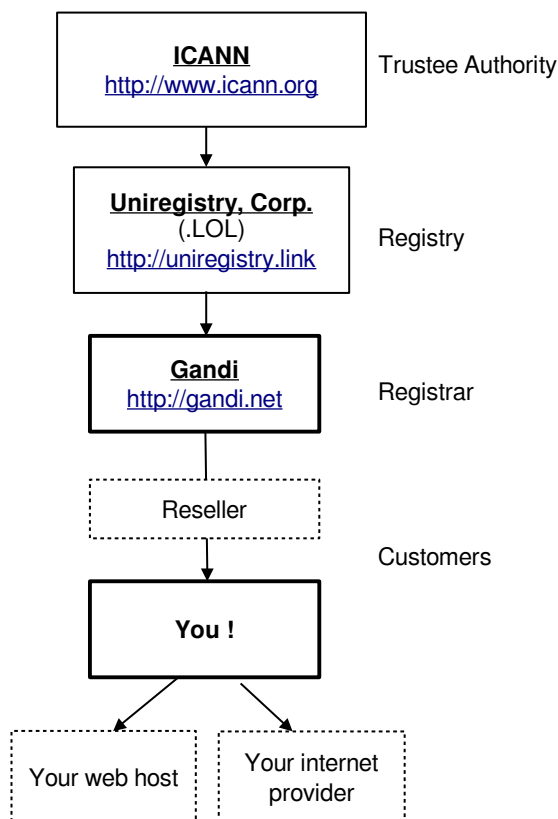 ICANN
http://www.icann.org
Trustee Authority
Uniregistry, Corp.
(.LOL)
http://uniregistry.link
Registry
Gandi
http://gandi.net
Registrar
Reseller
Customers
You !
Your web host
Your internet
provider